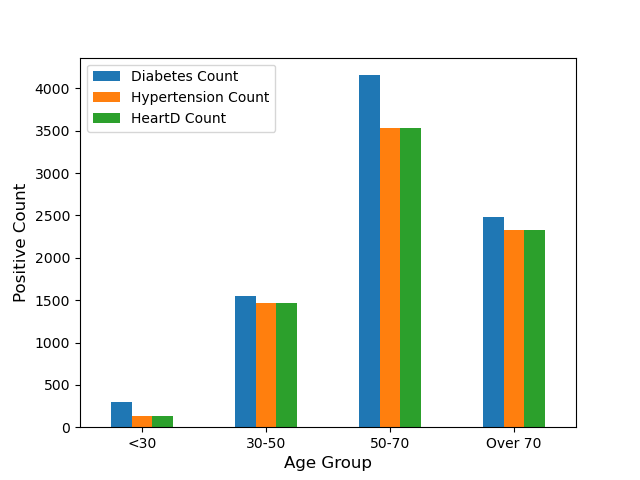 Diabetes Count
Hypertension Count
HeartD Count
4000
3500
3000
2500
2000
1500
1000
500
0
Positive Count
<30 30-50 50-70 Over 70
Age Group